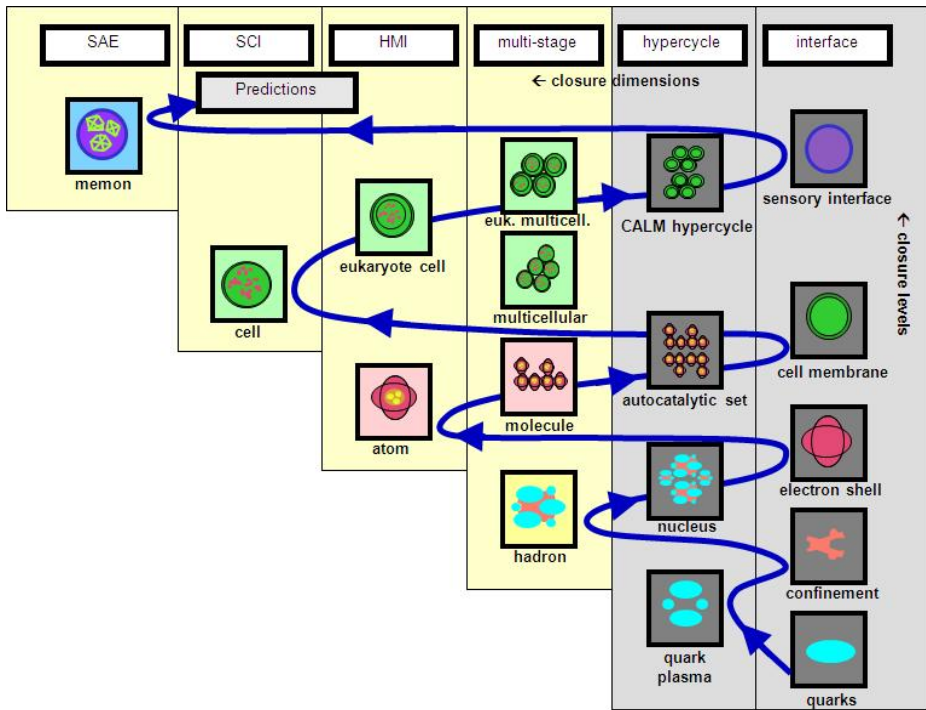 SAE
SCI
HMI
multi-stage
hypercycle
interface
Predictions
← closure dimensions
memon
euk. multicell.
CALM hypercycle
sensory interface
eukaryote cell
← closure levels
cell
multicellular
cell membrane
atom
molecule
autocatalytic set
electron shell
hadron
nucleus
confinement
quark
plasma
quarks